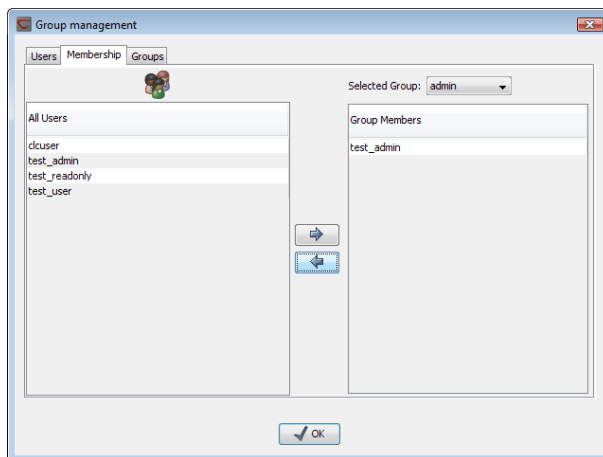 Group management
Users Membership Groups
Selected Group: admin
All Users
clcuser
test_admin
test_readonly
test_user
Group Members
test_admin
OK